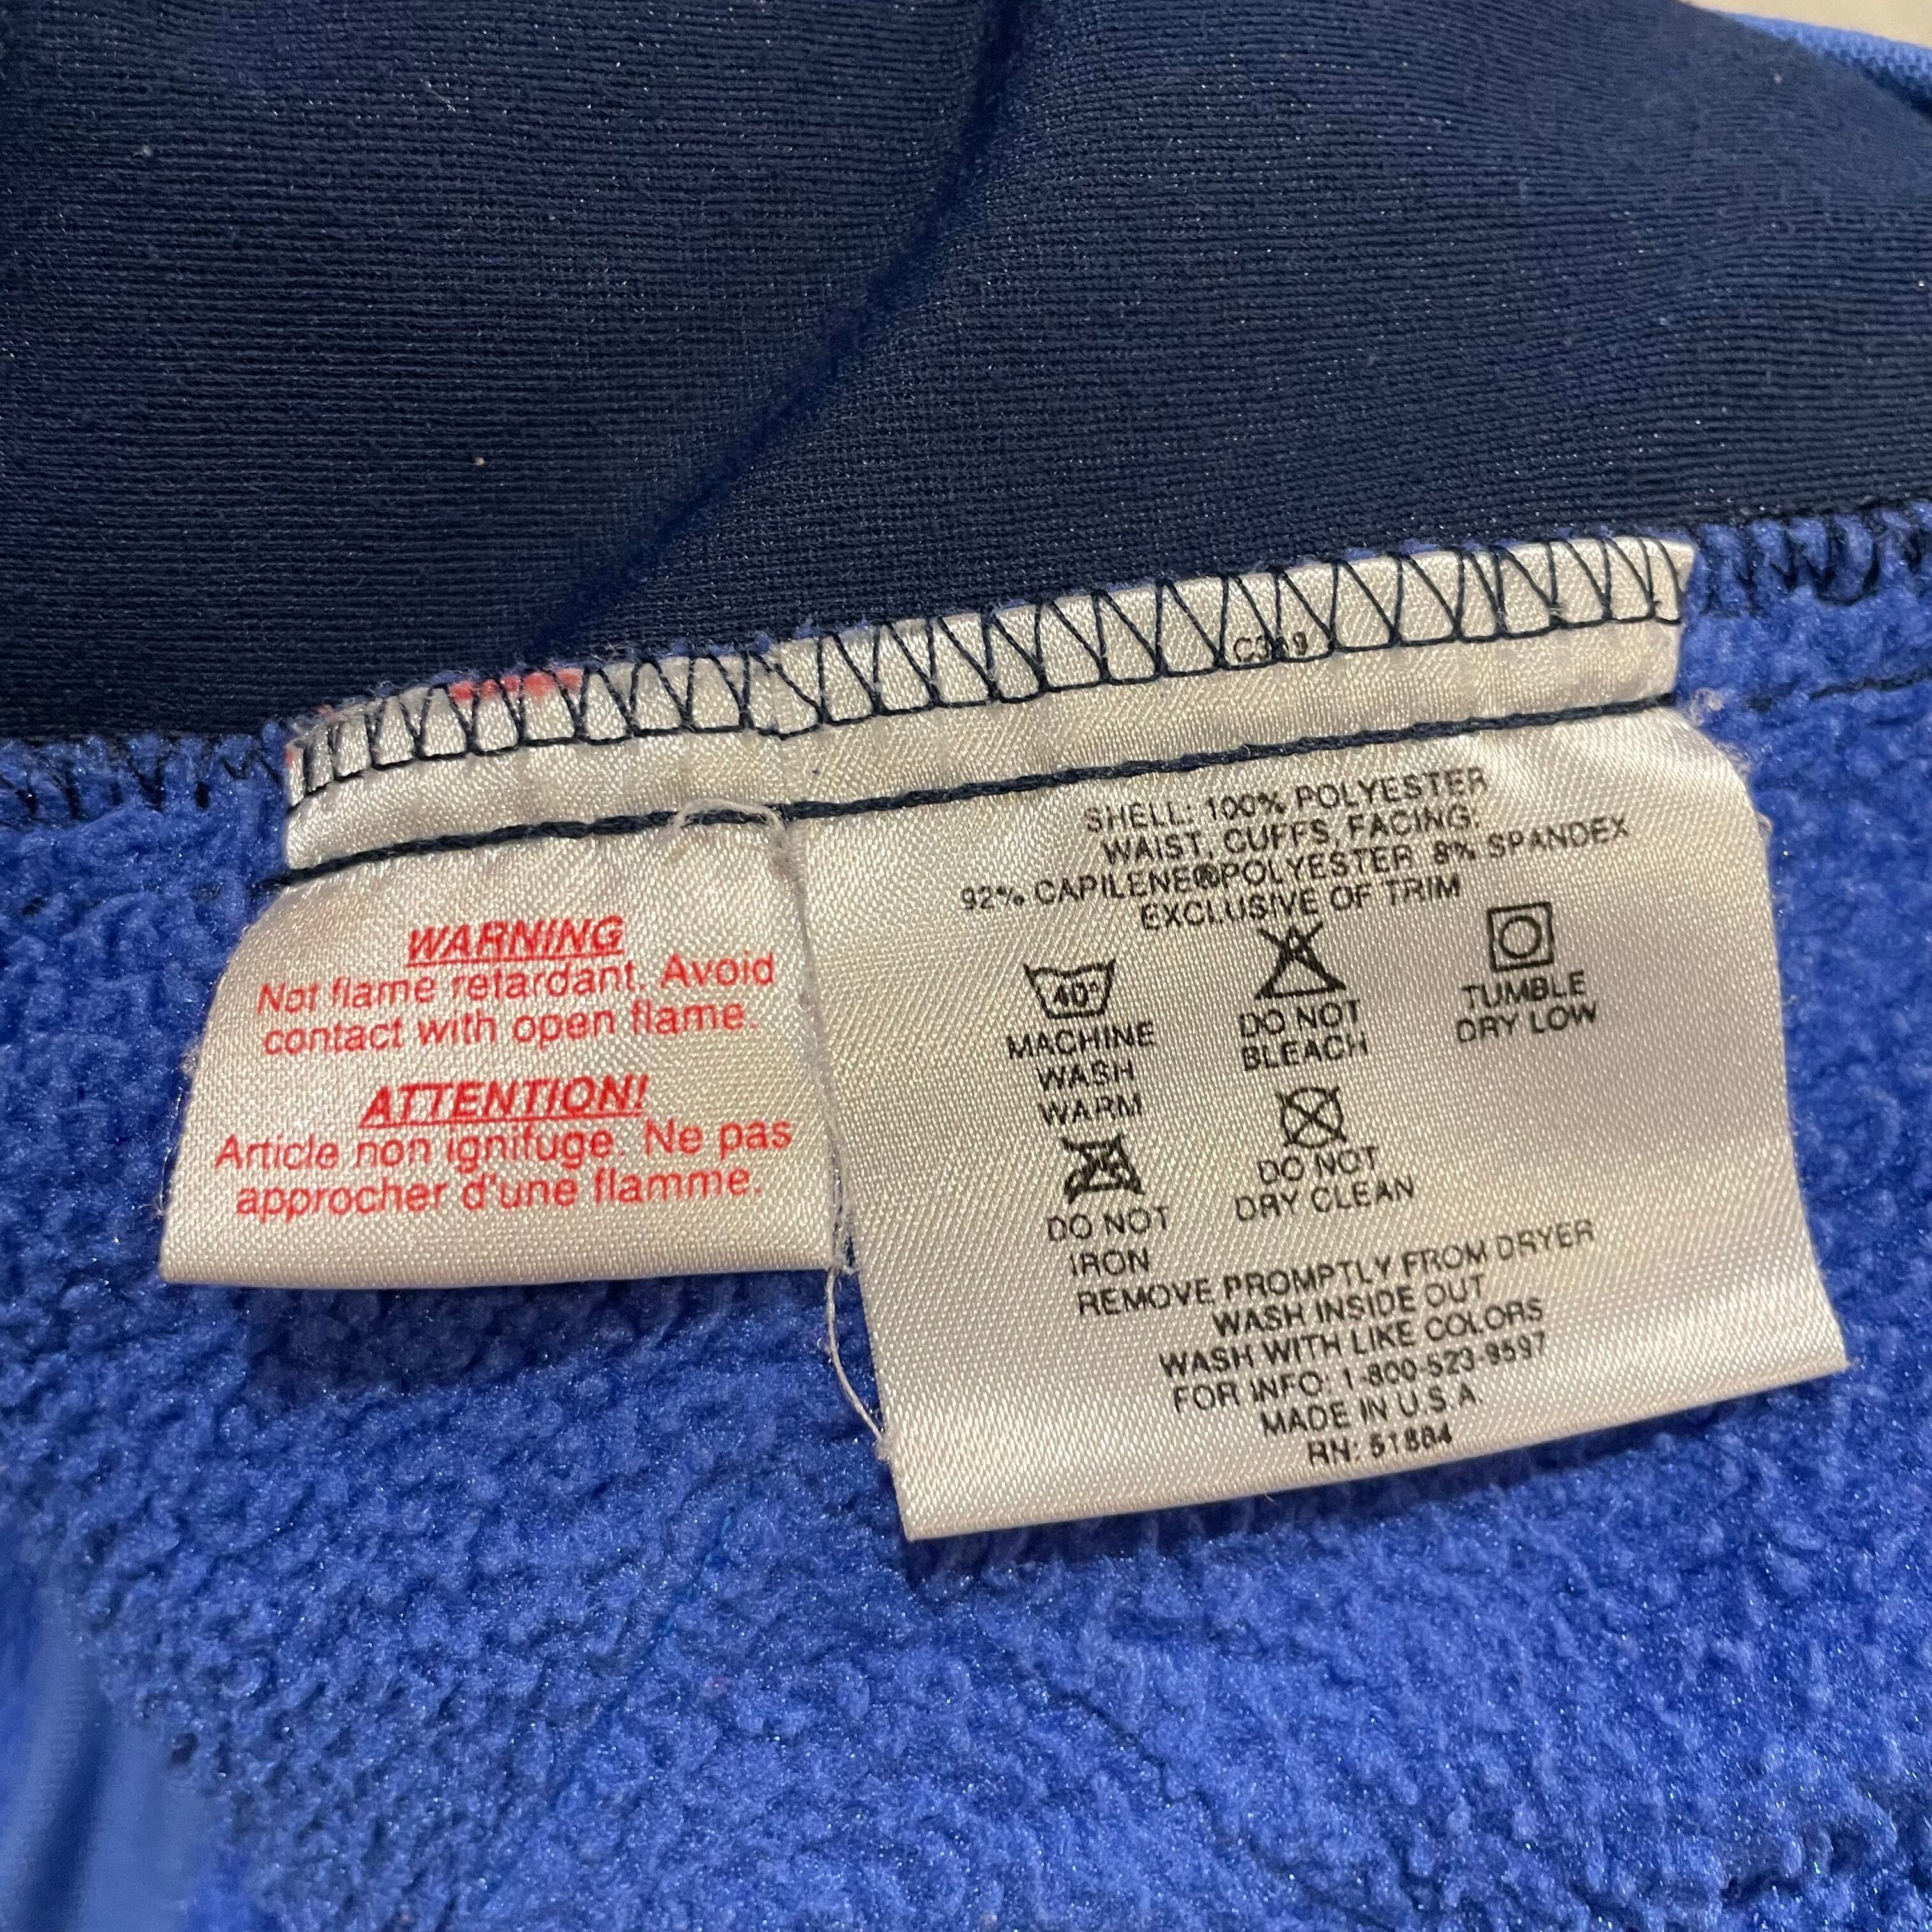 WARNING
Not flame retardant. Avoid
contact with open flame.
ATTENTION!
Article non ignifuge. Ne pas
approcher d'une flamme.
SHELL: 100% POLYESTER
WAIST, CUFFS, FACING:
92% CAPILENE®POLYESTER 8% SPANDEX
EXCLUSIVE OF TRIM
40°
MACHINE
WASH
WARM
DO NOT
BLEACH
TUMBLE
DRY LOW
DO NOT
IRON
DO NOT
DRY CLEAN
REMOVE PROMPTLY FROM DRYER
WASH INSIDE OUT
WASH WITH LIKE COLORS
FOR INFO: 1-800-523-9597
MADE IN U.S.A.
RN: 51884